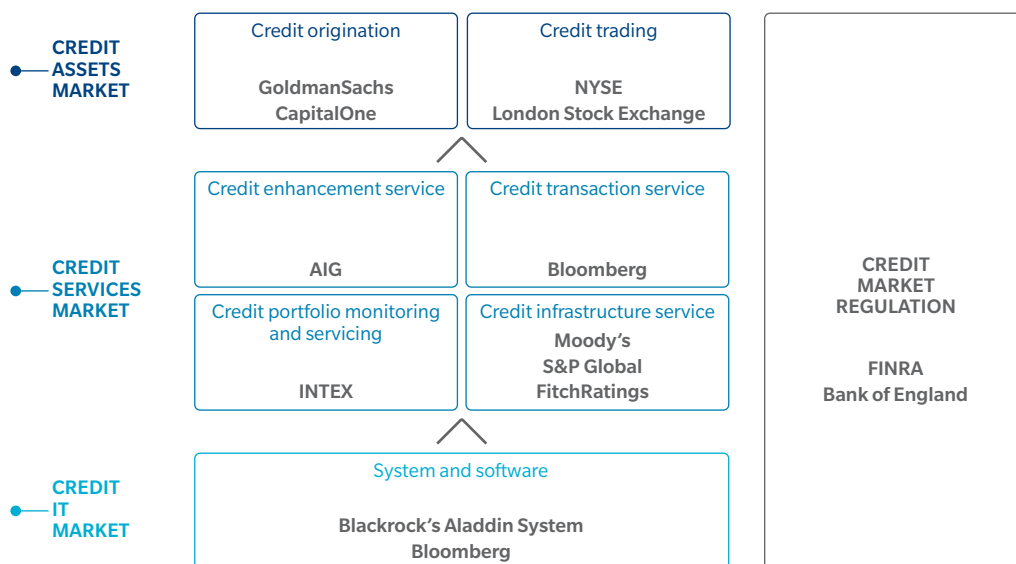 CREDIT
ASSETS
MARKET
Credit origination
GoldmanSachs
CapitalOne
Credit trading
NYSE
London Stock Exchange
CREDIT
SERVICES
MARKET
Credit enhancement service
AIG
Credit transaction service
Bloomberg
Credit portfolio monitoring
and servicing
INTEX
Credit infrastructure service
Moody's
S&P Global
FitchRatings
CREDIT
IT
MARKET
System and software
Blackrock's Aladdin System
Bloomberg
CREDIT
MARKET
REGULATION
FINRA
Bank of England